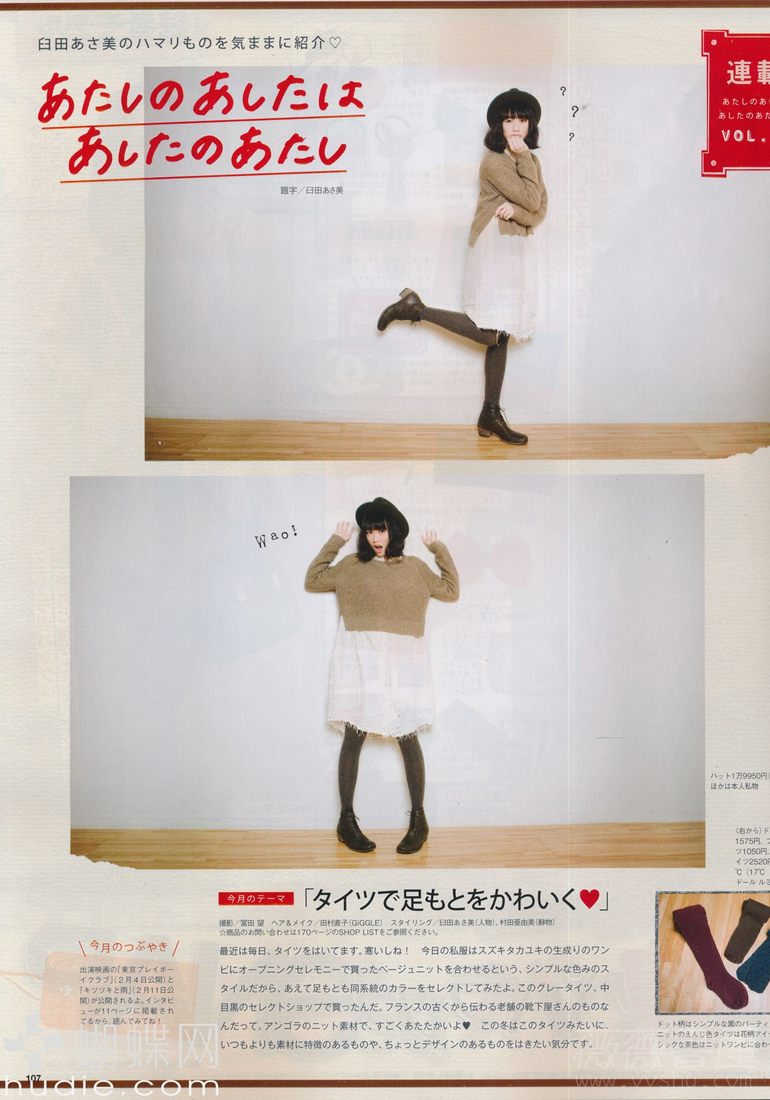 臼田あさ美のハマりものを気ままに紹介♡
あたしのあしたは
あしたのあたし
題字／臼田あさ美
連載
あたしのあ
あしたのあた
VOL.
? ? ?
Wao!
ハット1万9950円
ほかは本人私物
(右から)ド
1575円、
ツ1050円、
イツ2520円
℃（17℃
ドール ルミ
今月のテーマ 「タイツで足もとをかわいく♥」
撮影／冨田 望　ヘア＆メイク／田村直子(GiGGLE)　スタイリング／臼田あさ美(人物)、村田亜由美(静物)
☆商品のお問い合わせは170ページのSHOP LISTをご参照ください。
最近は毎日、タイツをはいてます。寒いしね！　今日の私服はスズキタカユキの生成りのワン
ピにオープニングセレモニーで買ったベージュニットを合わせるという、シンプルな色みのス
タイルだから、あえて足もとも同系統のカラーをセレクトしてみたよ。このグレータイツ、中
目黒のセレクトショップで買ったんだ。フランスの古くから伝わる老舗の靴下屋さんのものな
んだって。アンゴラのニット素材で、すごくあたたかいよ♥　この冬はこのタイツみたいに、
いつもよりも素材に特徴のあるものや、ちょっとデザインのあるものをはきたい気分です。
今月のつぶやき
出演映画の「東京プレイボー
イクラブ」(2月4日公開)と
「キツツキと雨」(2月11日公
開)が公開されるよ。インタビ
ューが11ページに掲載され
てるから、読んでみてね！
ドット柄はシンプルな黒のパーティ
ニットのえんじ色タイツは花柄アイ
シックな茶色はニットワンピに合わ
107
蝴蝶网
hudie.com